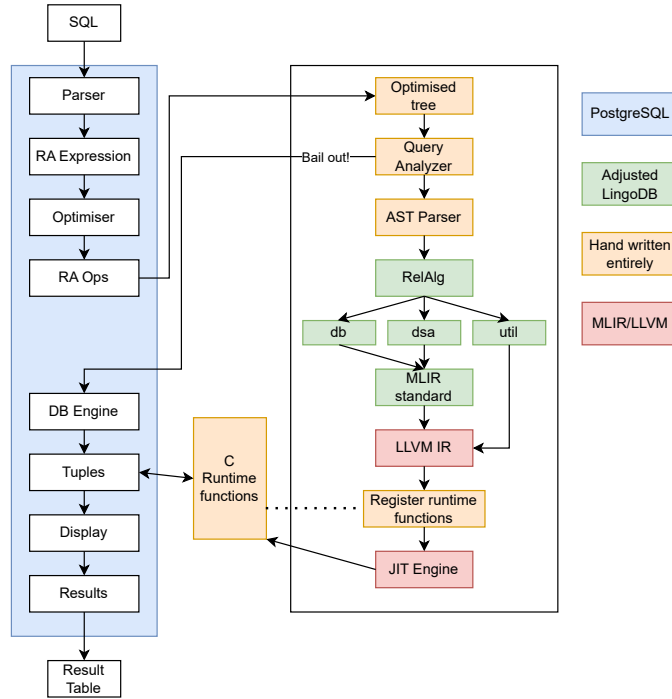 SQL
Parser
RA Expression
Optimiser
RA Ops
DB Engine
Tuples
Display
Results
Result
Table
C
Runtime
functions
Bail out!
Optimised
tree
Query
Analyzer
AST Parser
RelAlg
db
dsa
util
MLIR
standard
LLVM IR
Register runtime
functions
JIT Engine
PostgreSQL
Adjusted
LingoDB
Hand written
entirely
MLIR/LLVM